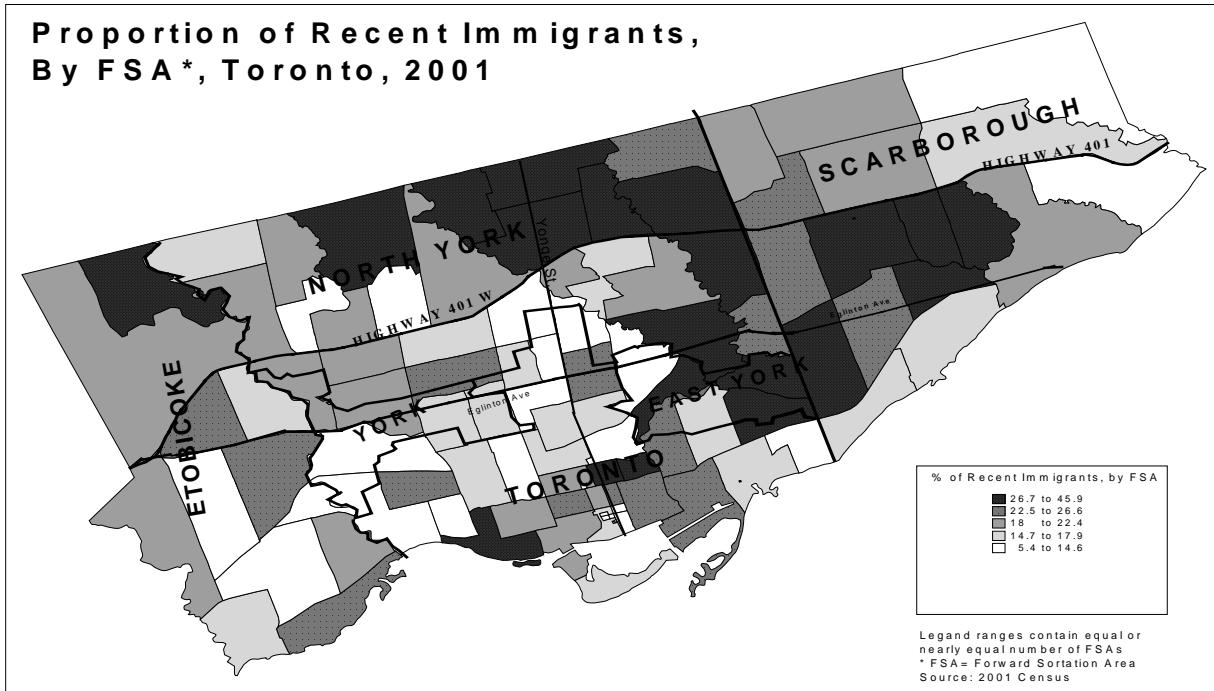 Proportion of Recent Immigrants,
By FSA*, Toronto, 2001
SCARBOROUGH
HIGHWAY 401
NORTH YORK
Yonge St
HIGHWAY 401 W
Eglinton Ave
ETOBICOKE
YORK
Eglinton Ave
EAST YORK
TORONTO
% of Recent Immigrants, by FSA
26.7 to 45.9
22.5 to 26.6
18 to 22.4
14.7 to 17.9
5.4 to 14.6
Legand ranges contain equal or
nearly equal number of FSAs
* FSA= Forward Sortation Area
Source: 2001 Census